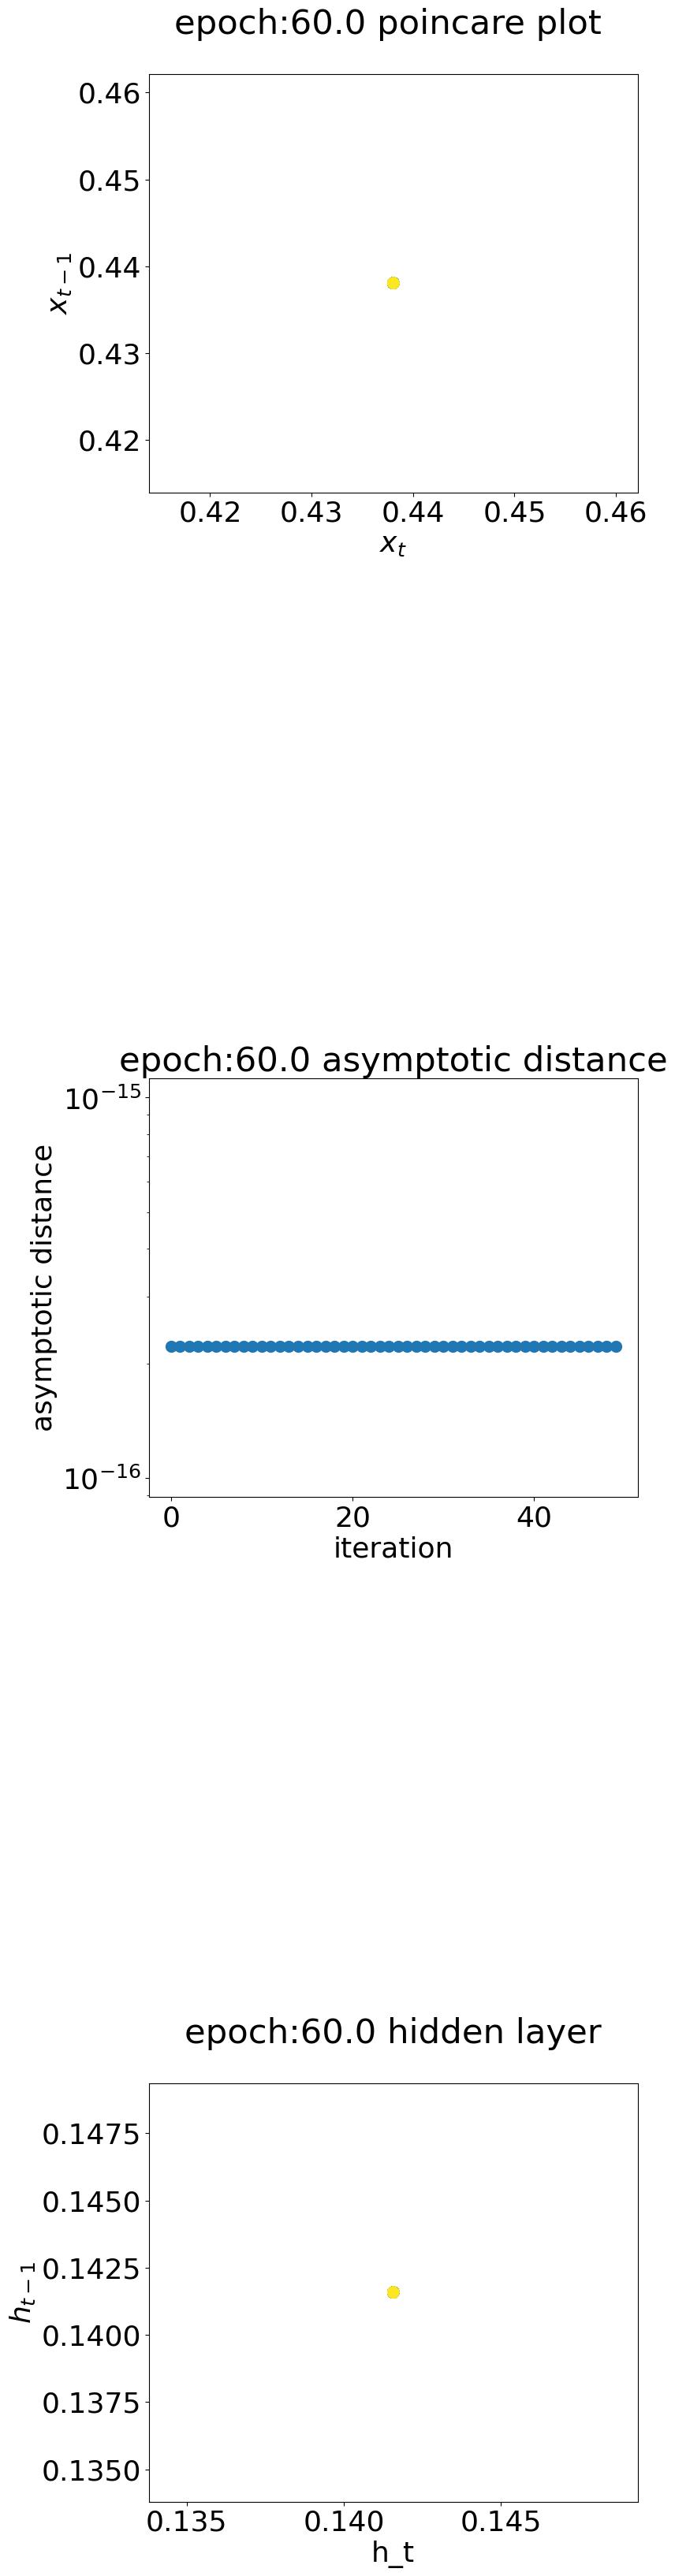 epoch:60.0 poincare plot
0.46
0.45
0.44
0.43
0.42
x_{t-1}
0.42 0.43 0.44 0.45 0.46
x_t
epoch:60.0 asymptotic distance
10^{-15}
10^{-16}
asymptotic distance
0 20 40
iteration
epoch:60.0 hidden layer
0.1475
0.1450
0.1425
0.1400
0.1375
0.1350
h_{t-1}
0.135 0.140 0.145
h_t